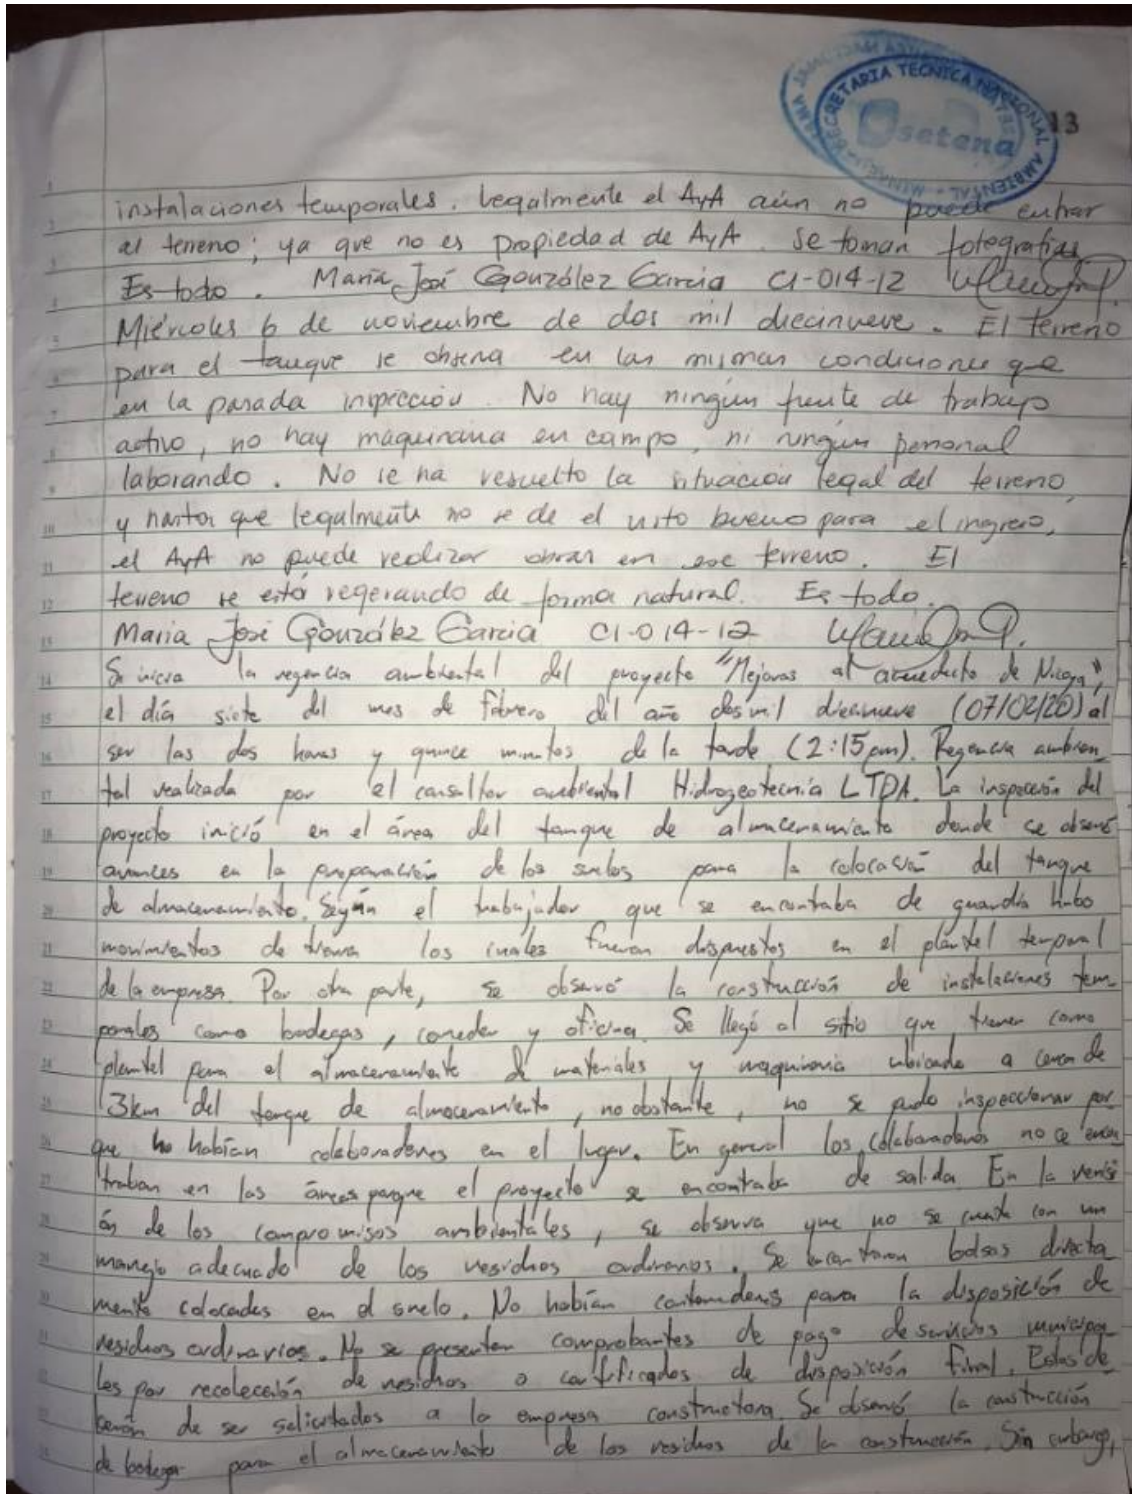 SECRETARIA TECNICA NACIONAL AMBIENTAL
setena
13
instalaciones temporales. Legalmente el AyA aún no puede entrar
al terreno; ya que no es propiedad de AyA. Se toman fotografías
Es todo. María José González García CI-014-12
Miércoles 6 de noviembre de dos mil diecinueve. El terreno
para el tanque se observa en las mismas condiciones que
en la pasada inspección. No hay ningún frente de trabajo
activo, no hay maquinaria en campo, ni ningún personal
laborando. No se ha resuelto la situación legal del terreno,
y hasta que legalmente no se de el visto bueno para el ingreso,
el AyA no puede realizar obras en ese terreno. El
terreno se está regerando de forma natural. Es todo.
María José González García CI-014-12
Se inicia la regencia ambiental del proyecto "Mejoras al acueducto de Nicoya",
el día siete del mes de febrero del año dos mil diecinueve (07/02/20) al
ser las dos horas y quince minutos de la tarde (2:15 pm). Regencia ambien
tal realizada por el consultor ambiental Hidrogeotecnia LTDA. La inspección del
proyecto inició en el área del tanque de almacenamiento donde se observó
avances en la preparación de los suelos para la colocación del tanque
de almacenamiento. Según el trabajador que se encontraba de guardia hubo
movimientos de tierra los cuales fueron dispuestos en el plantel temporal
de la empresa. Por otra parte, se observó la construcción de instalaciones tem
porales como bodegas, comedor y oficina. Se llegó al sitio que tienen como
plantel para el almacenamiento de materiales y maquinaria ubicado a cerca de
3km del tanque de almacenamiento, no obstante, no se pudo inspeccionar por
que no habían colaboradores en el lugar. En general los colaboradores no se encon
traban en las áreas porque el proyecto se encontraba de salida. En la verisi
ón de los compromisos ambientales, se observa que no se cuenta con un
manejo adecuado de los residuos ordinarios. Se encontraron bolsas directa
mente colocadas en el suelo. No habían contenedores para la disposición de
residuos ordinarios. No se presentan comprobantes de pago de servicios municipa
les por recolección de residuos o certificados de disposición final. Estos de
berán de ser solicitados a la empresa constructora. Se observó la construcción
de bodega para el almacenamiento de los residuos de la construcción. Sin embargo,